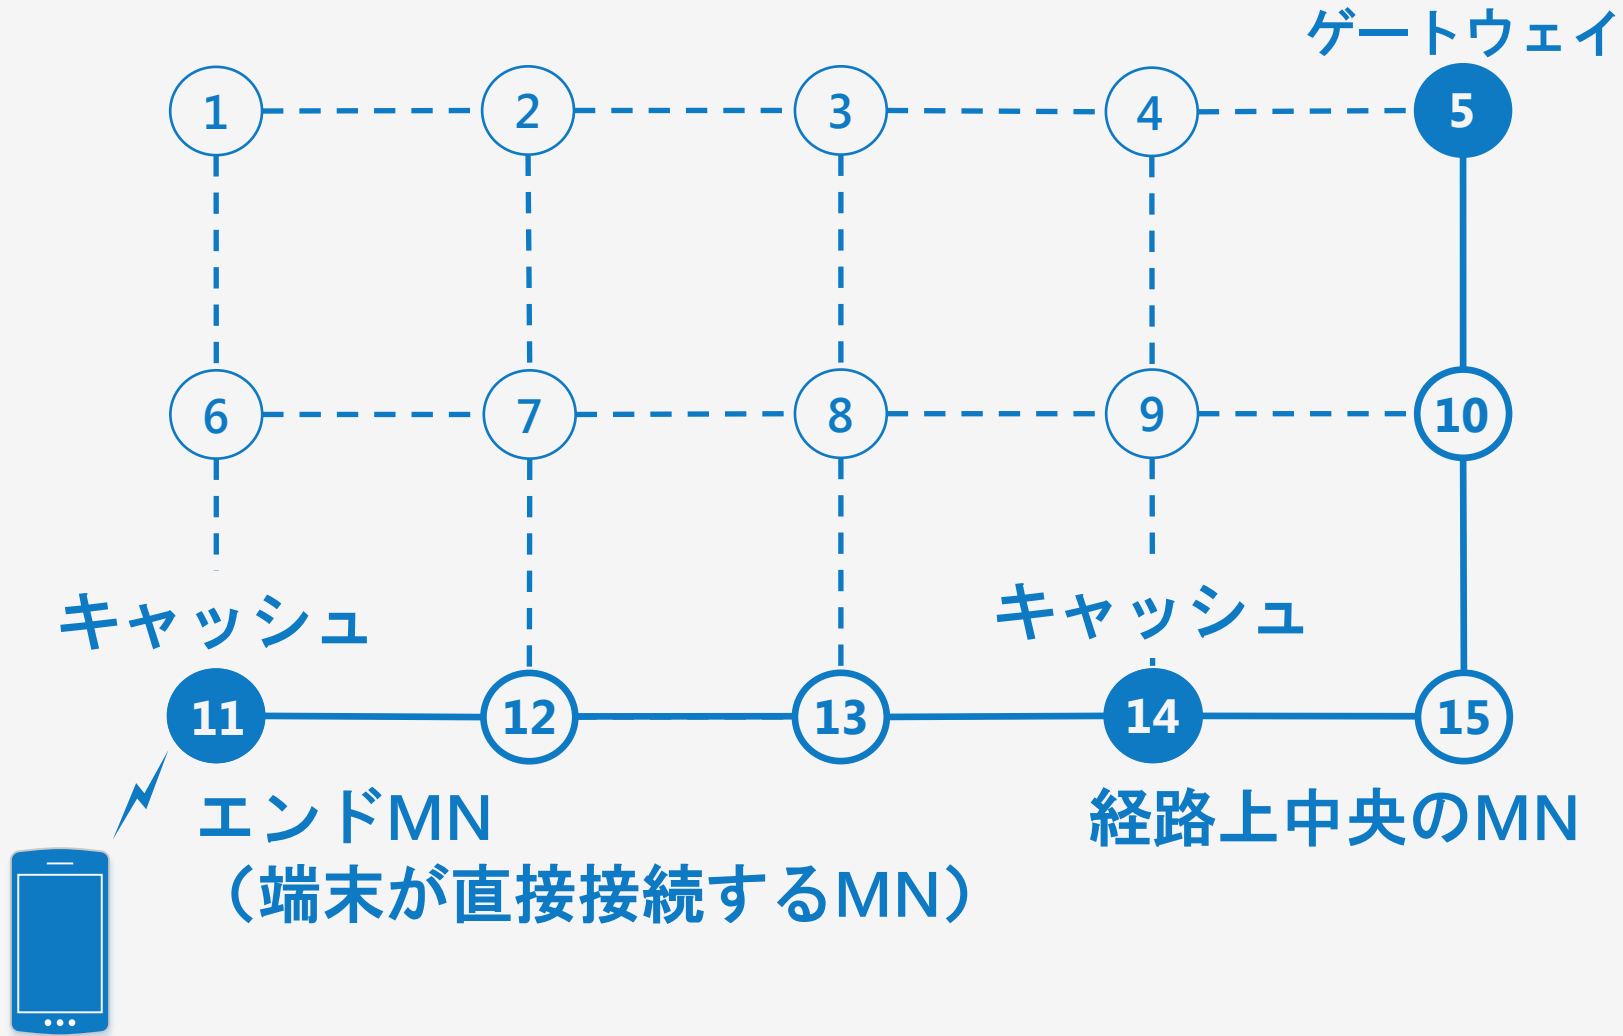 ゲートウェイ
1 2 3 4 5
6 7 8 9 10
キャッシュ キャッシュ
11 12 13 14 15
エンドMN 経路上中央のMN
（端末が直接接続するMN）